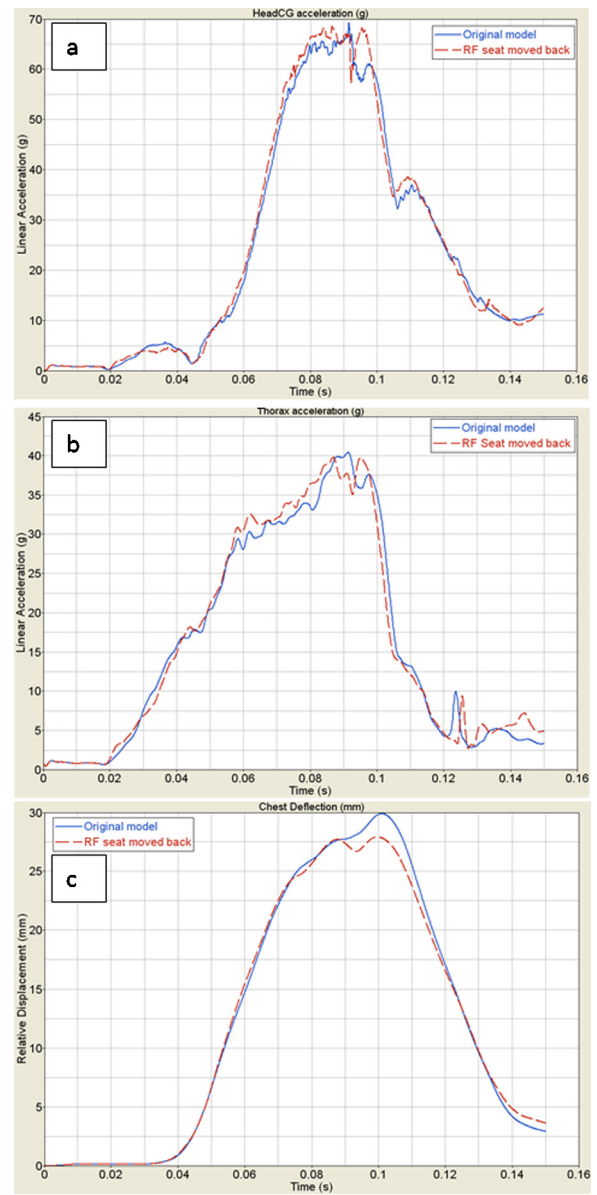 HeadCG acceleration (g)
a
Original model
RF seat moved back
Linear Acceleration (g)
70
60
50
40
30
20
10
0
0 0.02 0.04 0.06 0.08 0.1 0.12 0.14 0.16
Time (s)
Thorax acceleration (g)
b
Original model
RF Seat moved back
Linear Acceleration (g)
45
40
35
30
25
20
15
10
5
0
0 0.02 0.04 0.06 0.08 0.1 0.12 0.14 0.16
Time (s)
Chest Deflection (mm)
Original model
RF seat moved back
c
Relative Displacement (mm)
30
25
20
15
10
5
0
0 0.02 0.04 0.06 0.08 0.1 0.12 0.14 0.16
Time (s)